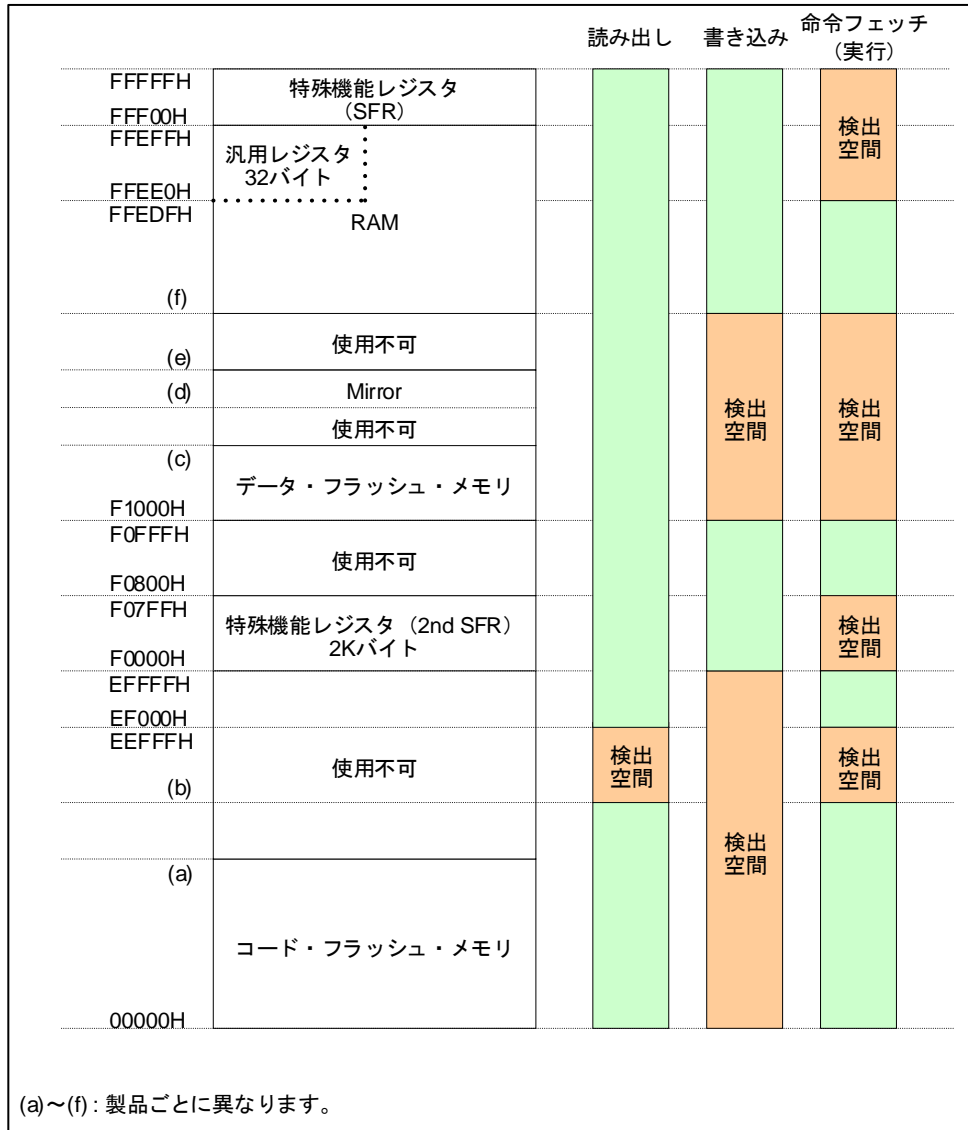 読み出し 書き込み 命令フェッチ
(実行)
FFFFFH
特殊機能レジスタ
(SFR)
FFF00H
FFEFFH
検出
空間
汎用レジスタ
32バイト
FFEE0H
FFEDFH
RAM
(f)
使用不可
(e)
(d)
Mirror
検出
空間
検出
空間
使用不可
(c)
データ・フラッシュ・メモリ
F1000H
F0FFFH
使用不可
F0800H
F07FFH
特殊機能レジスタ（2nd SFR）
2Kバイト
検出
空間
F0000H
EFFFFH
EF000H
EEFFFH
使用不可
検出
空間
検出
空間
(b)
検出
空間
(a)
コード・フラッシュ・メモリ
00000H
(a)～(f) : 製品ごとに異なります。